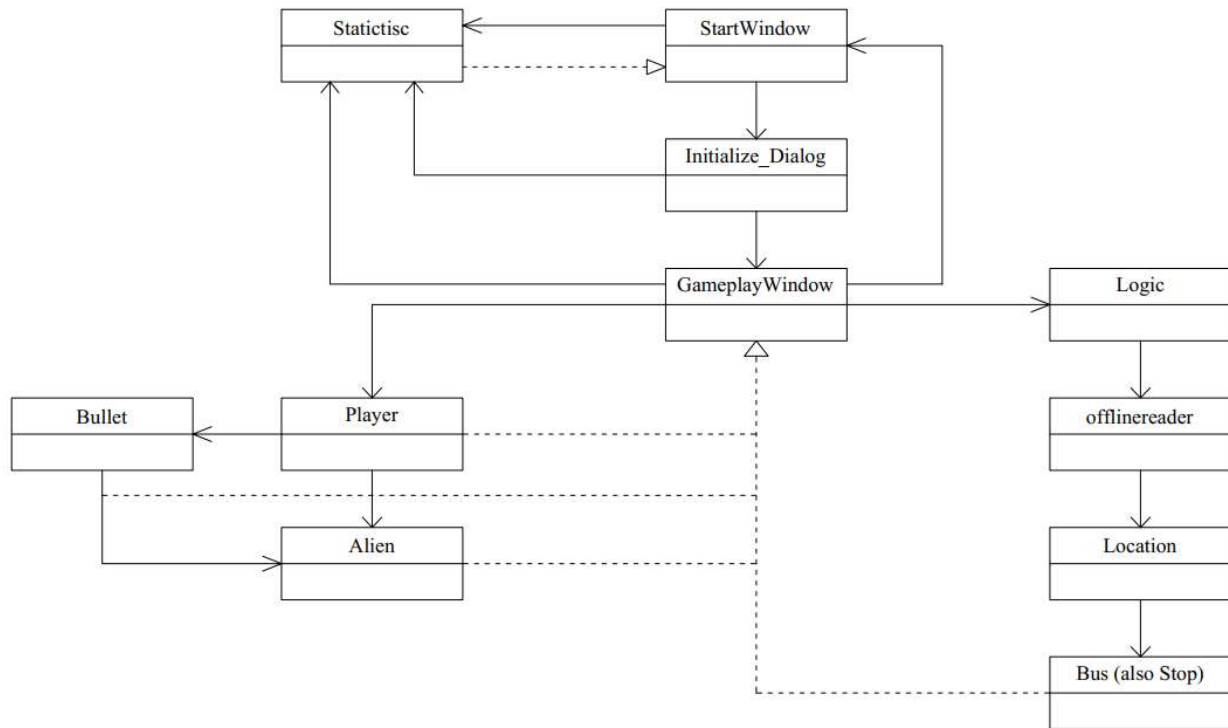 Statictisc
StartWindow
Initialize_Dialog
GameplayWindow
Logic
Bullet
Player
offlinereader
Alien
Location
Bus (also Stop)